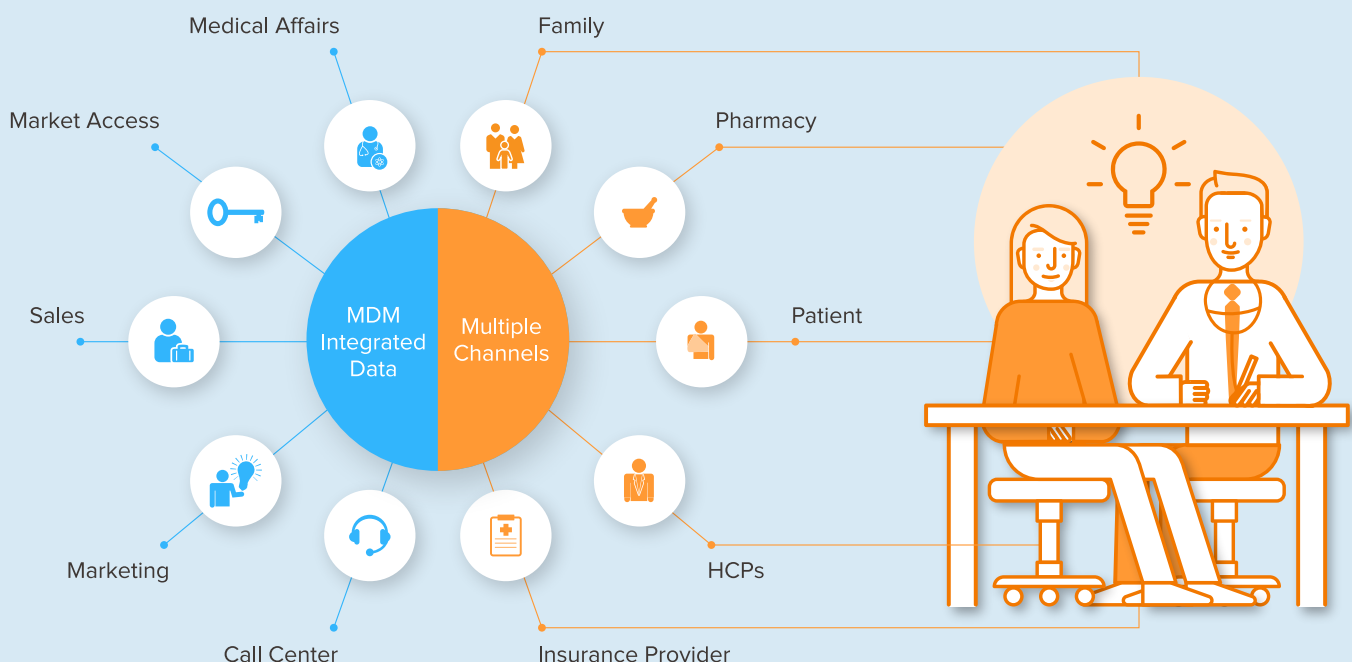 Medical Affairs
Family
Market Access
Pharmacy
Sales
MDM
Integrated
Data
Multiple
Channels
Patient
Marketing
HCPs
Call Center
Insurance Provider